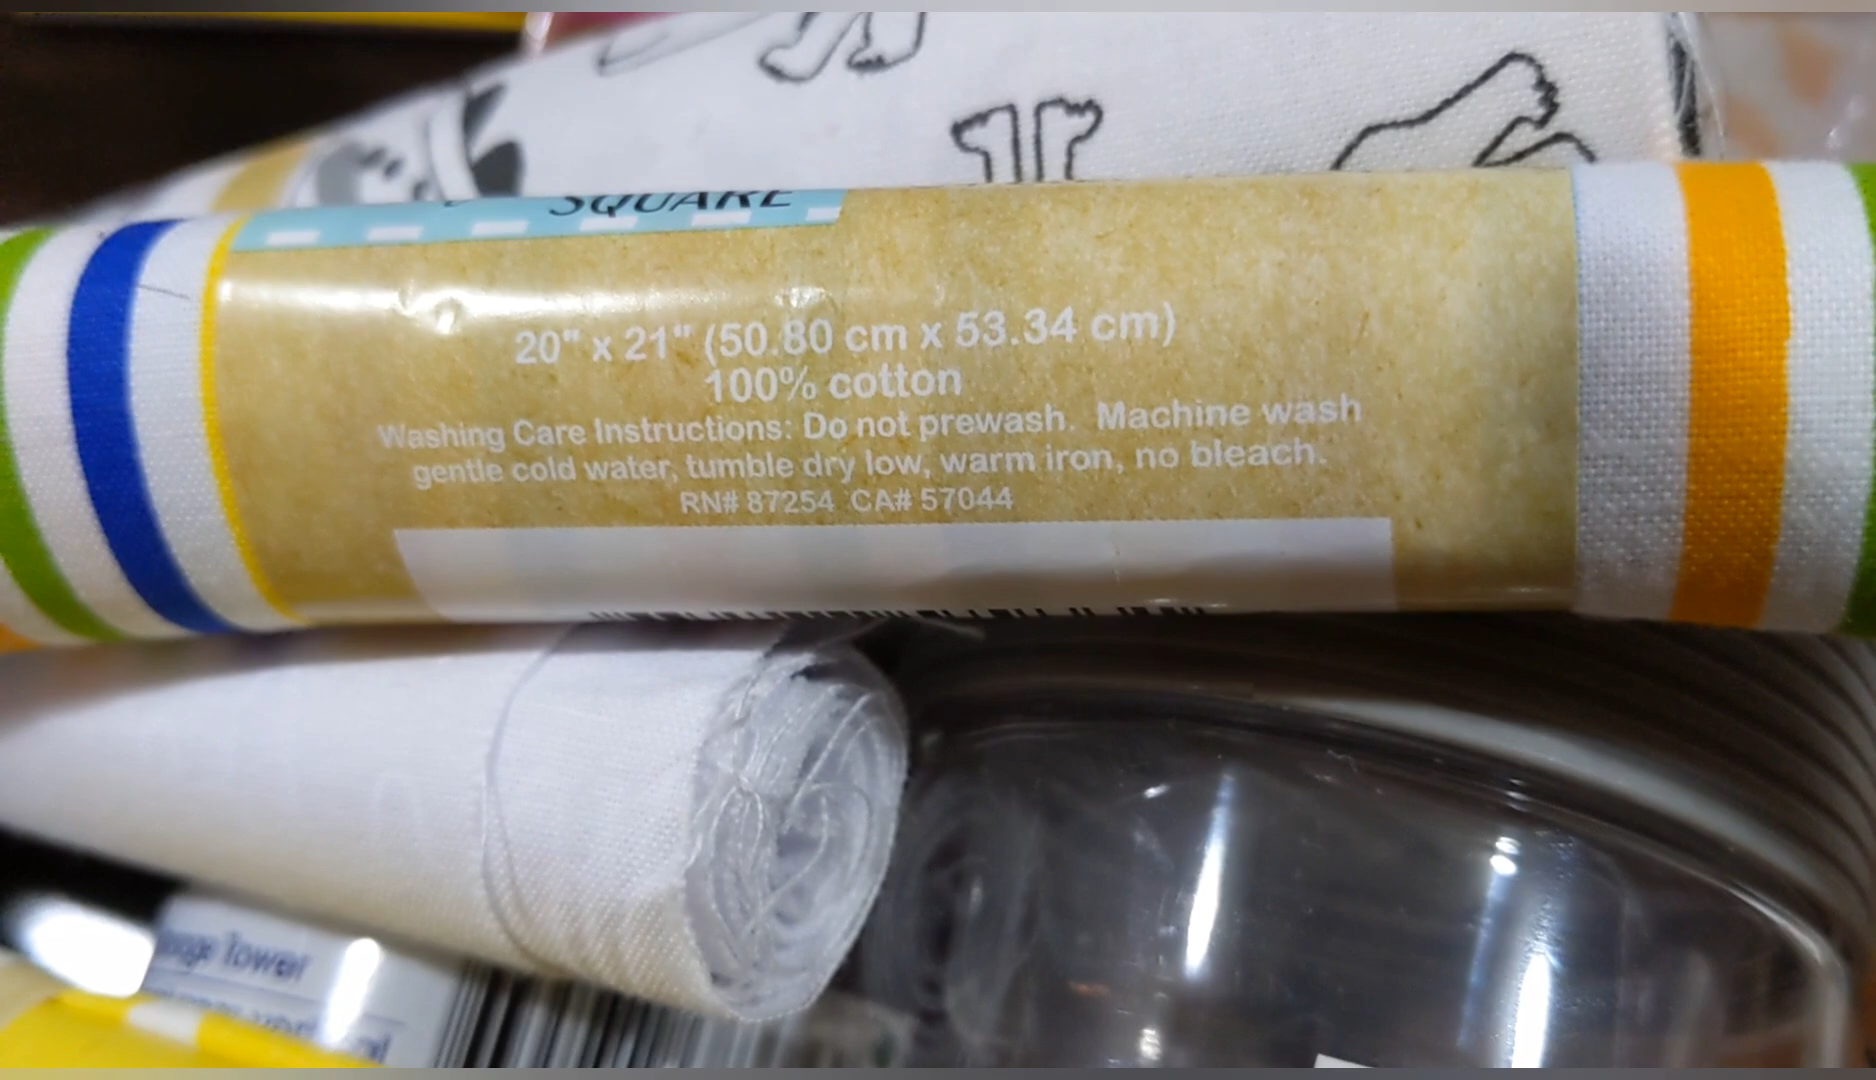 SQUARE
20" x 21" (50.80 cm x 53.34 cm)
100% cotton
Washing Care Instructions: Do not prewash. Machine wash
gentle cold water, tumble dry low, warm iron, no bleach.
RN# 87254 CA# 57044
Tower